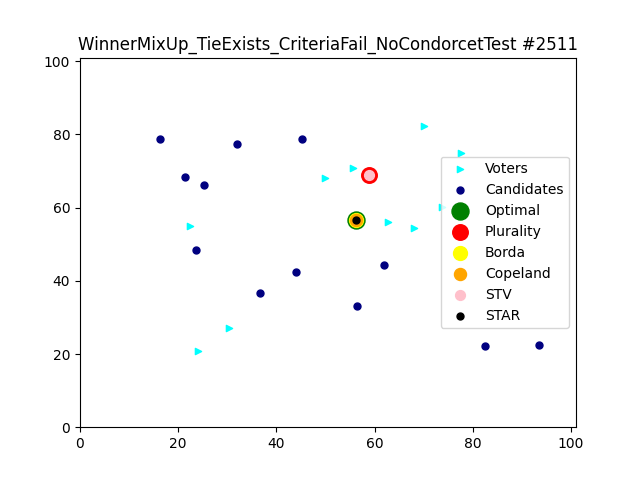 WinnerMixUp_TieExists_CriteriaFail_NoCondorcetTest #2511
100
80
60
40
20
0
0 20 40 60 80 100
Voters
Candidates
Optimal
Plurality
Borda
Copeland
STV
STAR